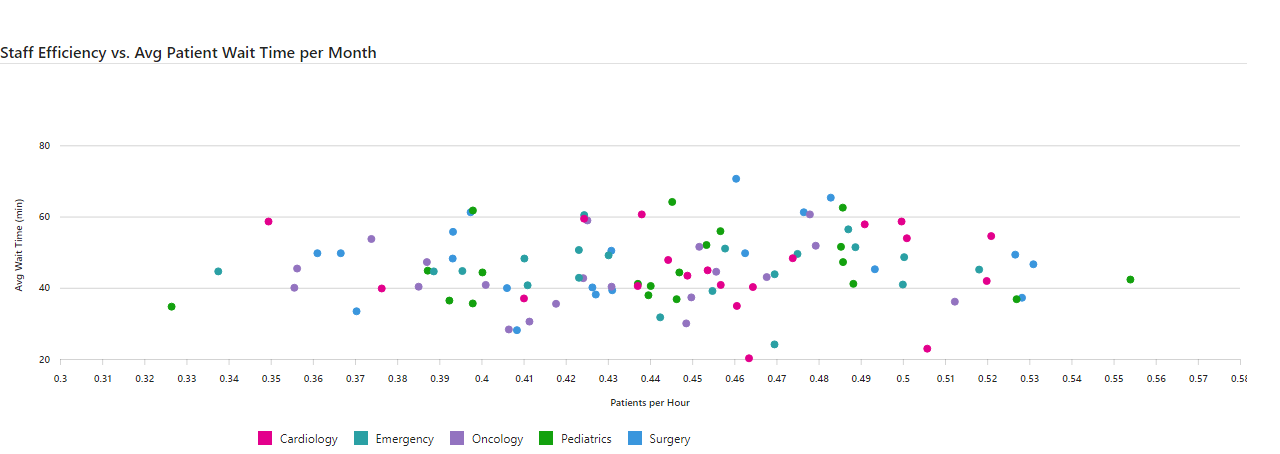 Staff Efficiency vs. Avg Patient Wait Time per Month
80
60
40
20
Avg Wait Time (min)
0.3 0.31 0.32 0.33 0.34 0.35 0.36 0.37 0.38 0.39 0.4 0.41 0.42 0.43 0.44 0.45 0.46 0.47 0.48 0.49 0.5 0.51 0.52 0.53 0.54 0.55 0.56 0.57 0.58
Patients per Hour
Cardiology Emergency Oncology Pediatrics Surgery